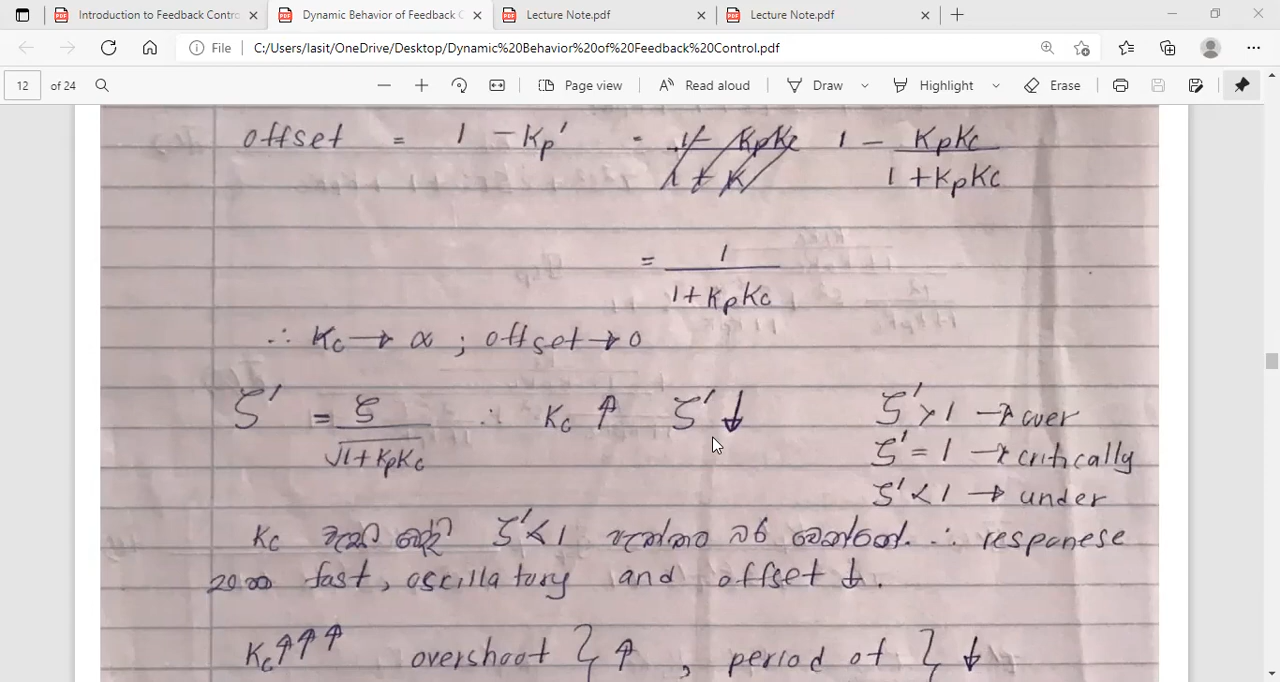 Introduction to Feedback Contro
Dynamic Behavior of Feedback C
Lecture Note.pdf
Lecture Note.pdf
File
C:/Users/lasit/OneDrive/Desktop/Dynamic%20Behavior%20of%20Feedback%20Control.pdf
12 of 24
Page view
Read aloud
Draw
Highlight
Erase
offset = 1 - Kp' = 1 - KpKc / 1 + KpKc
= 1 / 1 + KpKc
∴ Kc → α ; offset → 0
ζ' = ζ / √1 + KpKc ∴ Kc ↑ ζ' ↓
ζ' > 1 → over
ζ' = 1 → critically
ζ' < 1 → under
Kc ζ' < 1 ∴ respanese
fast, oscillatory and offset ↓.
Kc ↑↑↑ overshoot } ↑ , period of } ↓